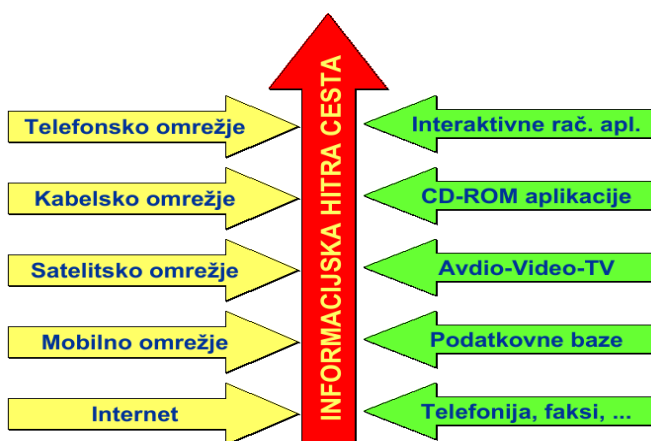 INFORMACIJSKA HITRA CESTA
Telefonsko omrežje
Interaktivne rač. apl.
Kabelsko omrežje
CD-ROM aplikacije
Satelitsko omrežje
Avdio-Video-TV
Mobilno omrežje
Podatkovne baze
Internet
Telefonija, faksi, ...